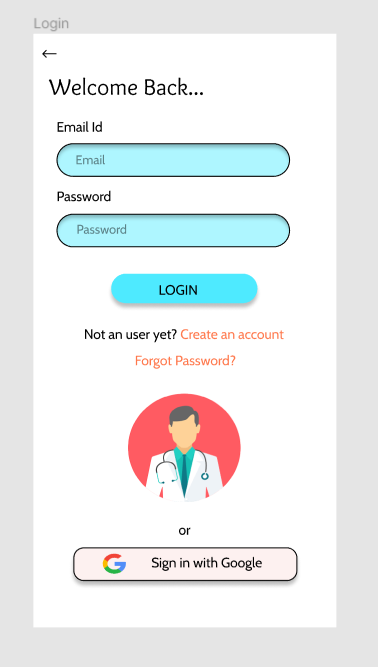 Login
Welcome Back...
Email Id
Email
Password
Password
LOGIN
Not an user yet? Create an account
Forgot Password?
or
Sign in with Google